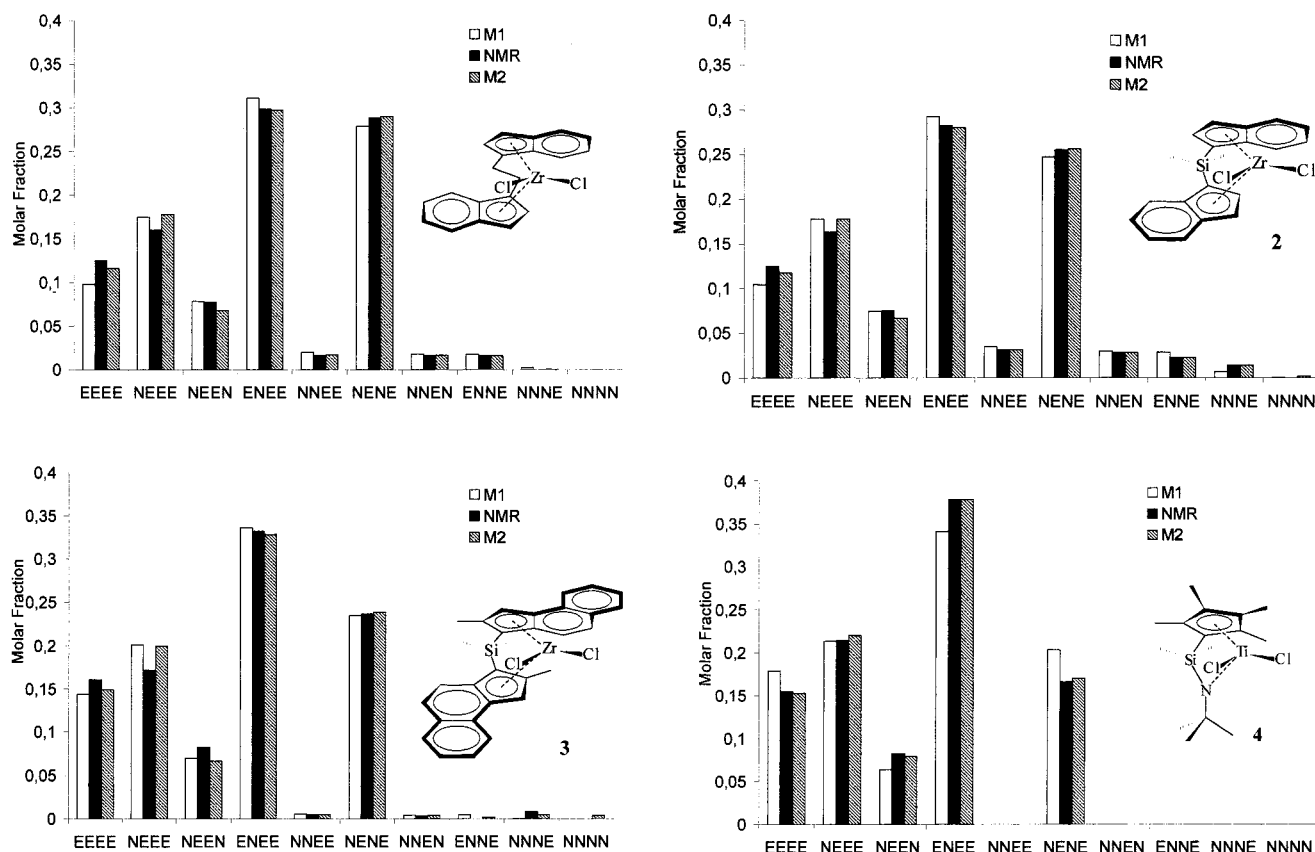 0,4
0,35
0,3
0,25
0,2
0,15
0,1
0,05
0
Molar Fraction
M1
NMR
M2
Cl
Zr
Cl
EEEE NEEE NEEN ENEE NNEE NENE NNEN ENNE NNNE NNNN
0,4
0,35
0,3
0,25
0,2
0,15
0,1
0,05
0
Molar Fraction
M1
NMR
M2
Si
Cl
Zr
Cl
2
EEEE NEEE NEEN ENEE NNEE NENE NNEN ENNE NNNE NNNN
0,4
0,35
0,3
0,25
0,2
0,15
0,1
0,05
0
Molar Fraction
M1
NMR
M2
Si
Cl
Zr
Cl
3
EEEE NEEE NEEN ENEE NNEE NENE NNEN ENNE NNNE NNNN
0,4
0,35
0,3
0,25
0,2
0,15
0,1
0,05
0
Molar Fraction
M1
NMR
M2
Si
Cl
Ti
Cl
N
4
EEEE NEEE NEEN ENEE NNEE NENE NNEN ENNE NNNE NNNN